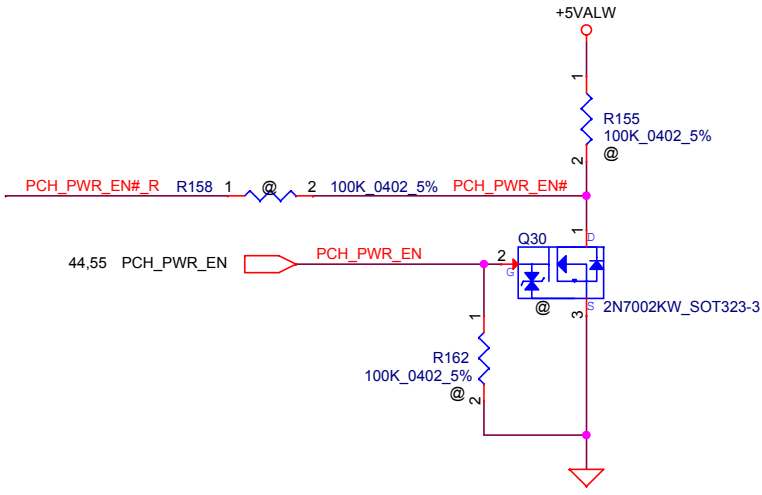 +5VALW
1
R155
100K_0402_5%
2
@
PCH_PWR_EN#_R R158 1 @ 2 100K_0402_5% PCH_PWR_EN#
1
D
Q30
44,55 PCH_PWR_EN PCH_PWR_EN 2
G
@
S
2N7002KW_SOT323-3
3
1
R162
100K_0402_5%
@
2